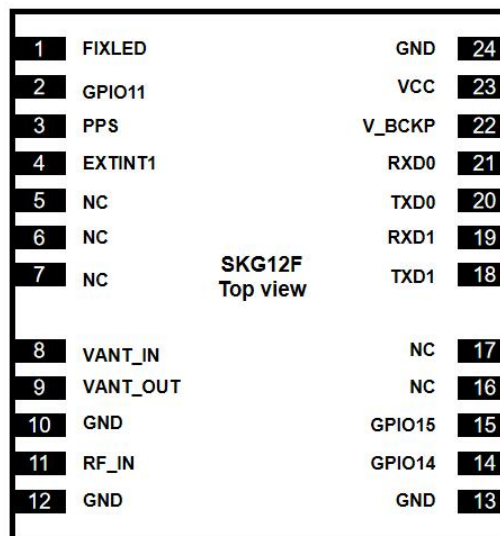 1 FIXLED GND 24
2 GPIO11 VCC 23
3 PPS V_BCKP 22
4 EXTINT1 RXD0 21
5 NC TXD0 20
6 NC RXD1 19
7 NC TXD1 18
SKG12F
Top view
8 VANT_IN NC 17
9 VANT_OUT NC 16
10 GND GPIO15 15
11 RF_IN GPIO14 14
12 GND GND 13